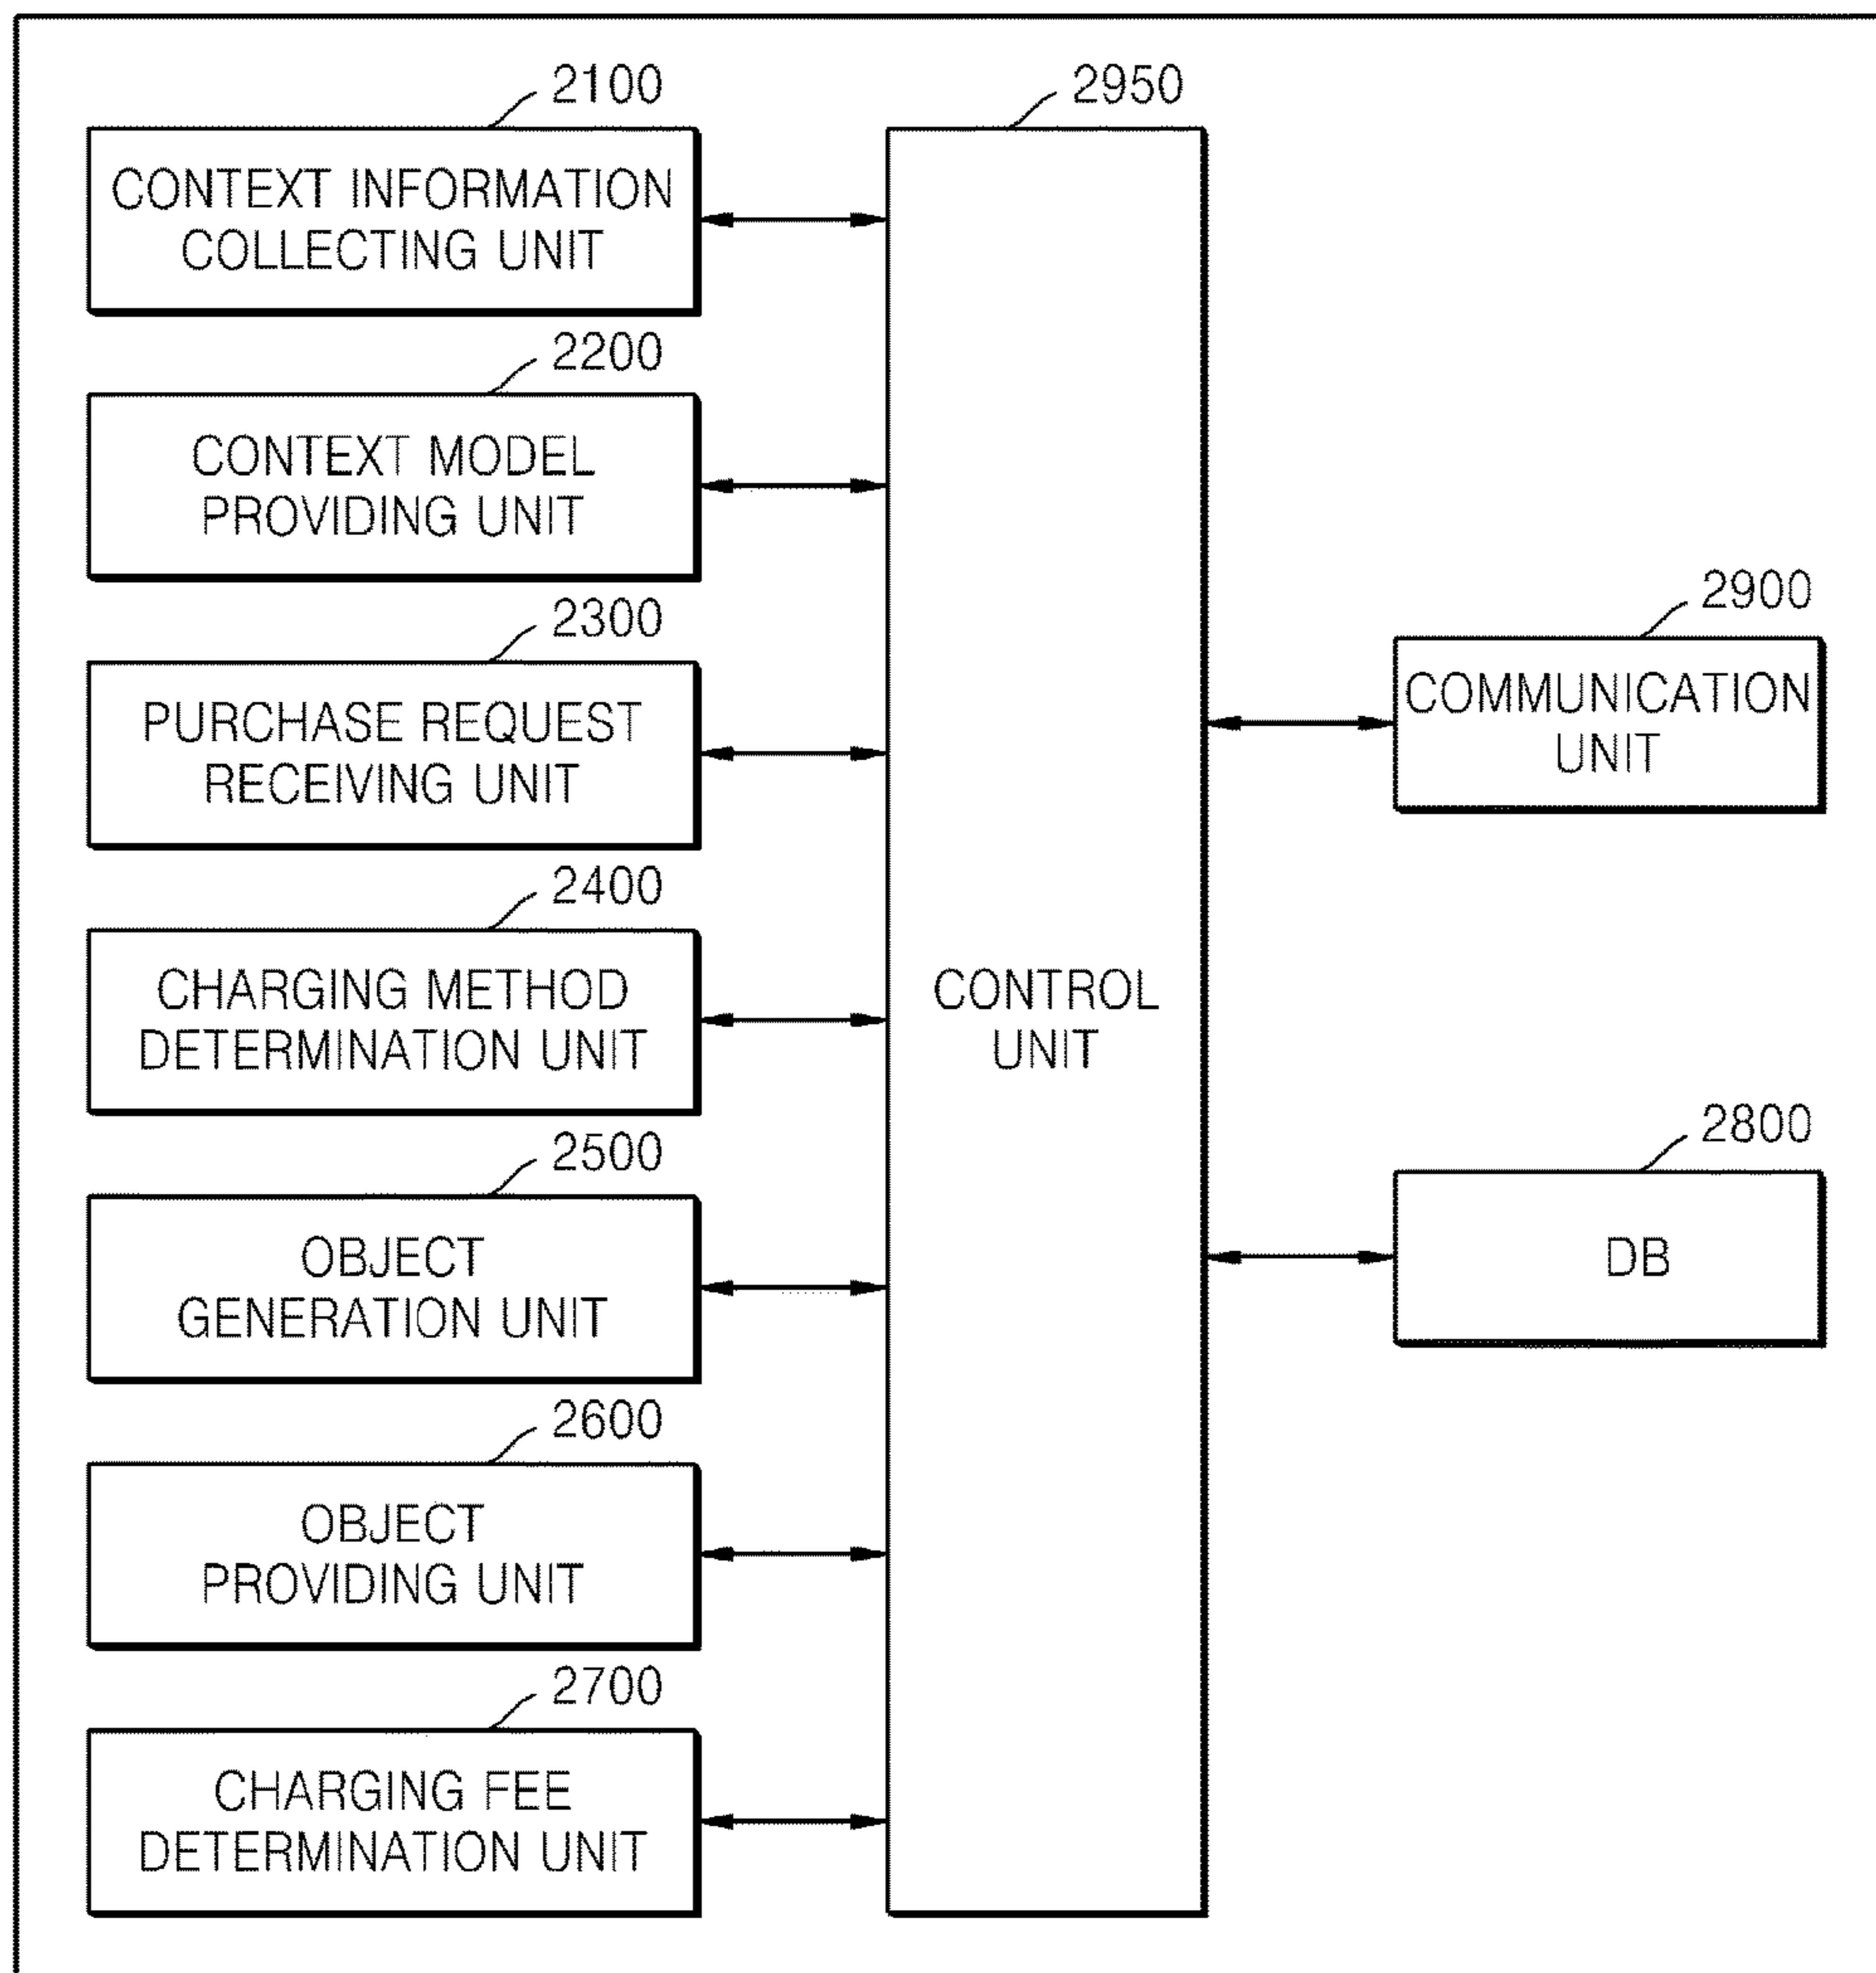 2100
CONTEXT INFORMATION
COLLECTING UNIT
2200
CONTEXT MODEL
PROVIDING UNIT
2300
PURCHASE REQUEST
RECEIVING UNIT
2400
CHARGING METHOD
DETERMINATION UNIT
2500
OBJECT
GENERATION UNIT
2600
OBJECT
PROVIDING UNIT
2700
CHARGING FEE
DETERMINATION UNIT
2950
CONTROL
UNIT
2900
COMMUNICATION
UNIT
2800
DB